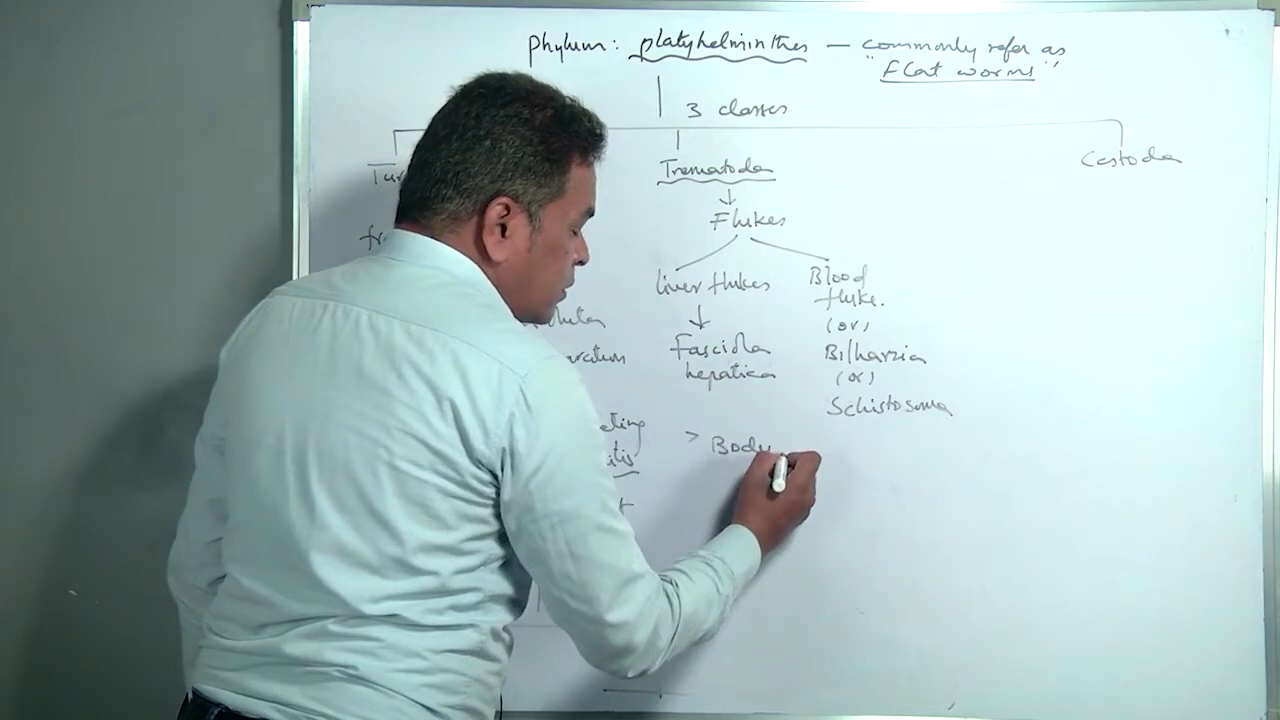 Phylum: platyhelminthes — commonly refer as
"Flat worms"
3 classes
Trematoda
Cestoda
Flukes
Liver flukes
Blood
fluke.
(or)
Fasciola
hepatica
Bilharzia
(or)
Schistosoma
> Body